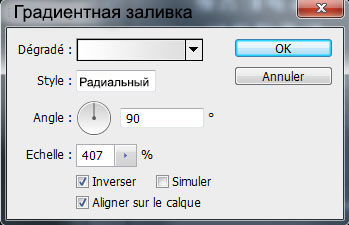 Градиентная заливка
Dégradé :
OK
Style : Радиальный
Annuler
Angle : 90 °
Echelle : 407 %
Inverser Simuler
Aligner sur le calque